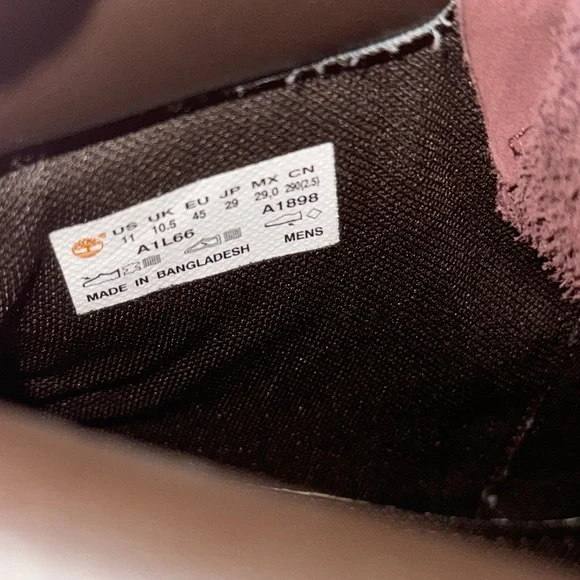 US UK EU JP MX CN
11 10.5 45 29 29,0 290(2.5)
A1L66 A1898
MENS
MADE IN BANGLADESH